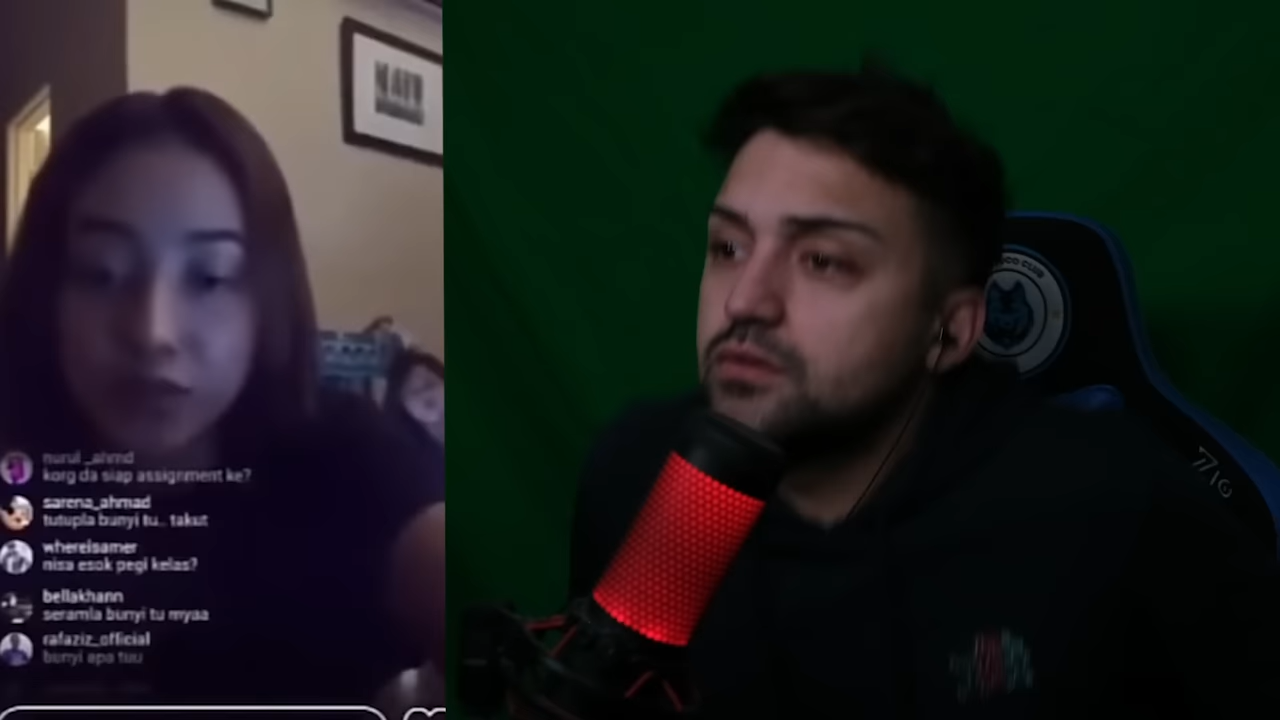 nurul_ahmd
korg da siap assignment ke?
sarena_ahmad
tutupla bunyi tu.. takut
whereisamer
nisa esok pegi kelas?
bellakhann
seramla bunyi tu myaa
rafaziz_official
bunyi apa tuu
CLUB